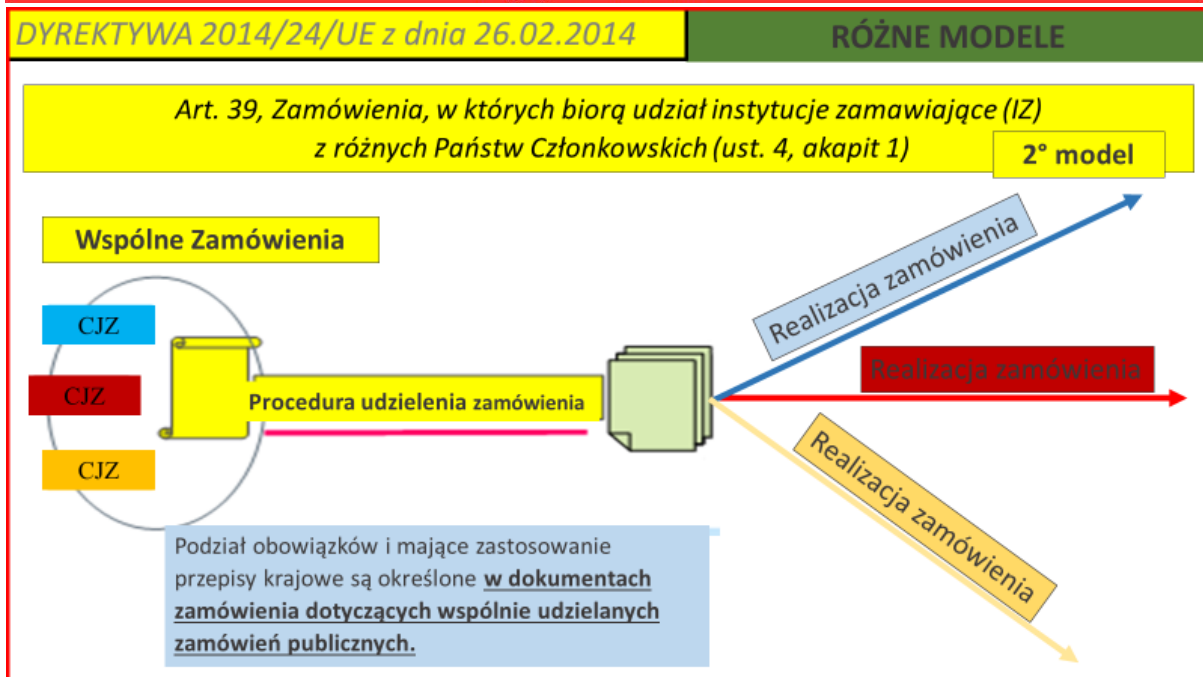 DYREKTYWA 2014/24/UE z dnia 26.02.2014
RÓŻNE MODELE
Art. 39, Zamówienia, w których biorą udział instytucje zamawiające (IZ)
z różnych Państw Członkowskich (ust. 4, akapit 1)
2° model
Wspólne Zamówienia
CJZ
CJZ
CJZ
Procedura udzielenia zamówienia
Realizacja zamówienia
Realizacja zamówienia
Realizacja zamówienia
Podział obowiązków i mające zastosowanie
przepisy krajowe są określone w dokumentach
zamówienia dotyczących wspólnie udzielanych
zamówień publicznych.